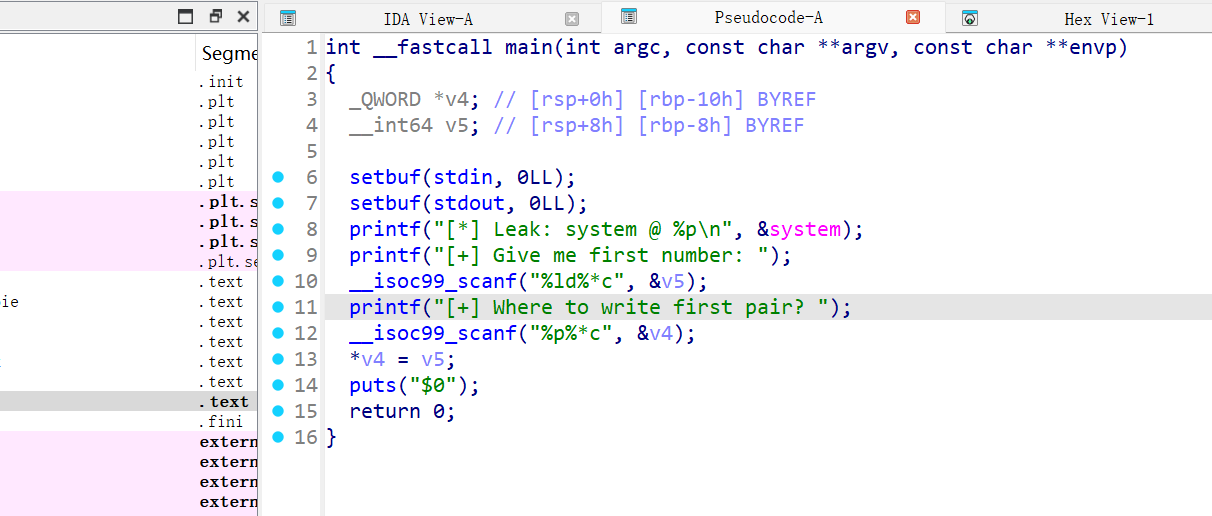 IDA View-A
Pseudocode-A
Hex View-1
Segme
.init
.plt
.plt
.plt
.plt
.plt
.plt.s
.plt.s
.plt.s
.plt.se
.text
.text
.text
.text
.text
.text
.text
.fini
extern
extern
extern
extern
1 int __fastcall main(int argc, const char **argv, const char **envp)
2 {
3   _QWORD *v4; // [rsp+0h] [rbp-10h] BYREF
4   __int64 v5; // [rsp+8h] [rbp-8h] BYREF
5
6   setbuf(stdin, 0LL);
7   setbuf(stdout, 0LL);
8   printf("[*] Leak: system @ %p\n", &system);
9   printf("[+] Give me first number: ");
10   __isoc99_scanf("%ld%*c", &v5);
11   printf("[+] Where to write first pair? ");
12   __isoc99_scanf("%p%*c", &v4);
13   *v4 = v5;
14   puts("$0");
15   return 0;
16 }